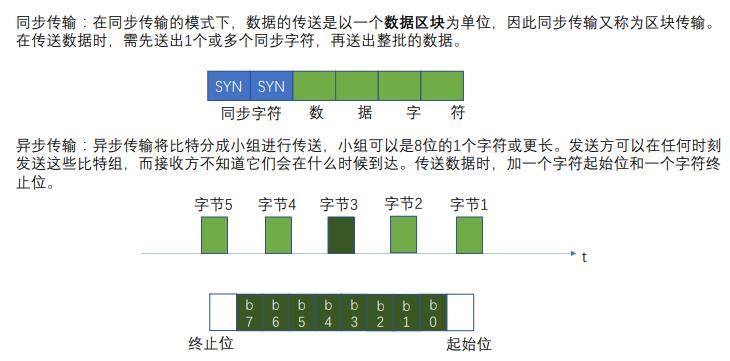 同步传输：在同步传输的模式下，数据的传送是以一个数据区块为单位，因此同步传输又称为区块传输。
在传送数据时，需先送出1个或多个同步字符，再送出整批的数据。
SYN SYN
同步字符 数 据 字 符
异步传输：异步传输将比特分成小组进行传送，小组可以是8位的1个字符或更长。发送方可以在任何时刻
发送这些比特组，而接收方不知道它们会在什么时候到达。传送数据时，加一个字符起始位和一个字符终
止位。
字节5 字节4 字节3 字节2 字节1
t
b b b b b b b b
7 6 5 4 3 2 1 0
终止位 起始位